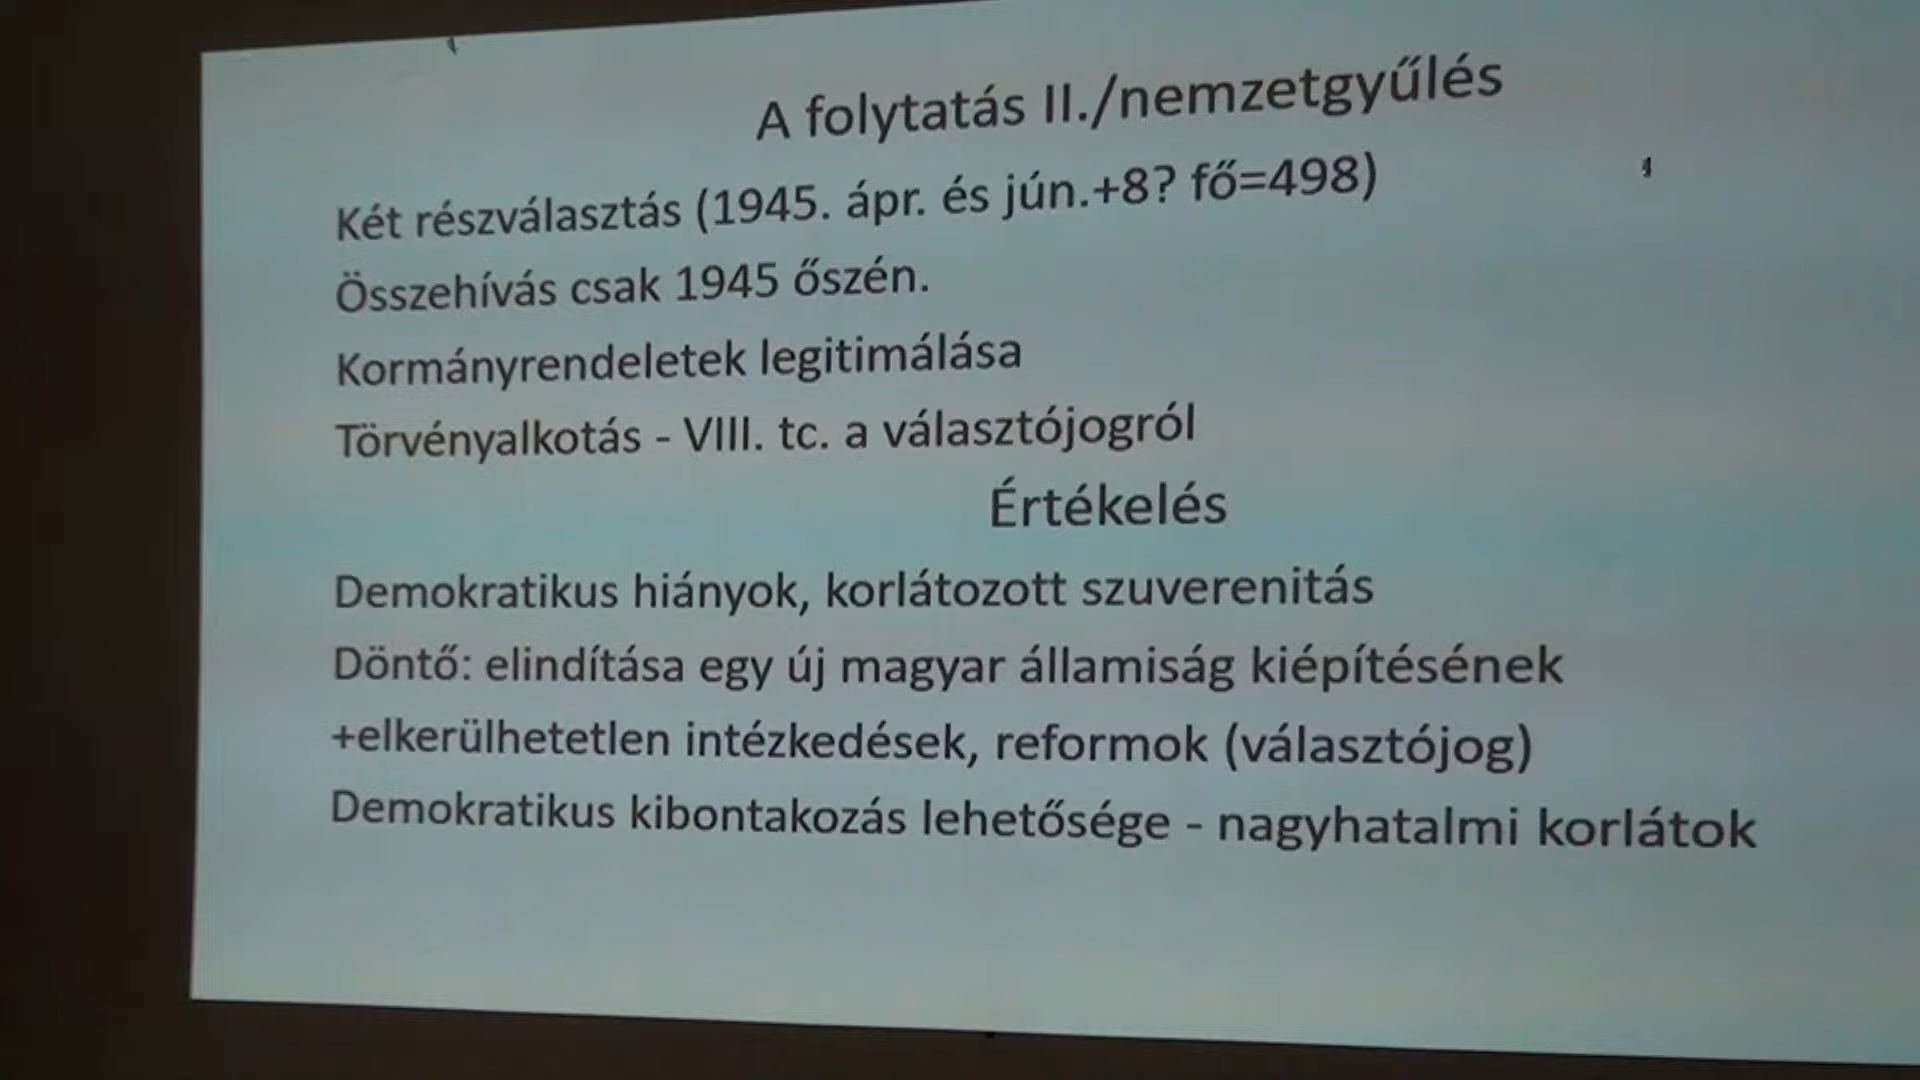 A folytatás II./nemzetgyűlés
Két részválasztás (1945. ápr. és jún.+8? fő=498)
Összehívás csak 1945 őszén.
Kormányrendeletek legitimálása
Törvényalkotás - VIII. tc. a választójogról
Értékelés
Demokratikus hiányok, korlátozott szuverenitás
Döntő: elindítása egy új magyar államiság kiépítésének
+elkerülhetetlen intézkedések, reformok (választójog)
Demokratikus kibontakozás lehetősége - nagyhatalmi korlátok